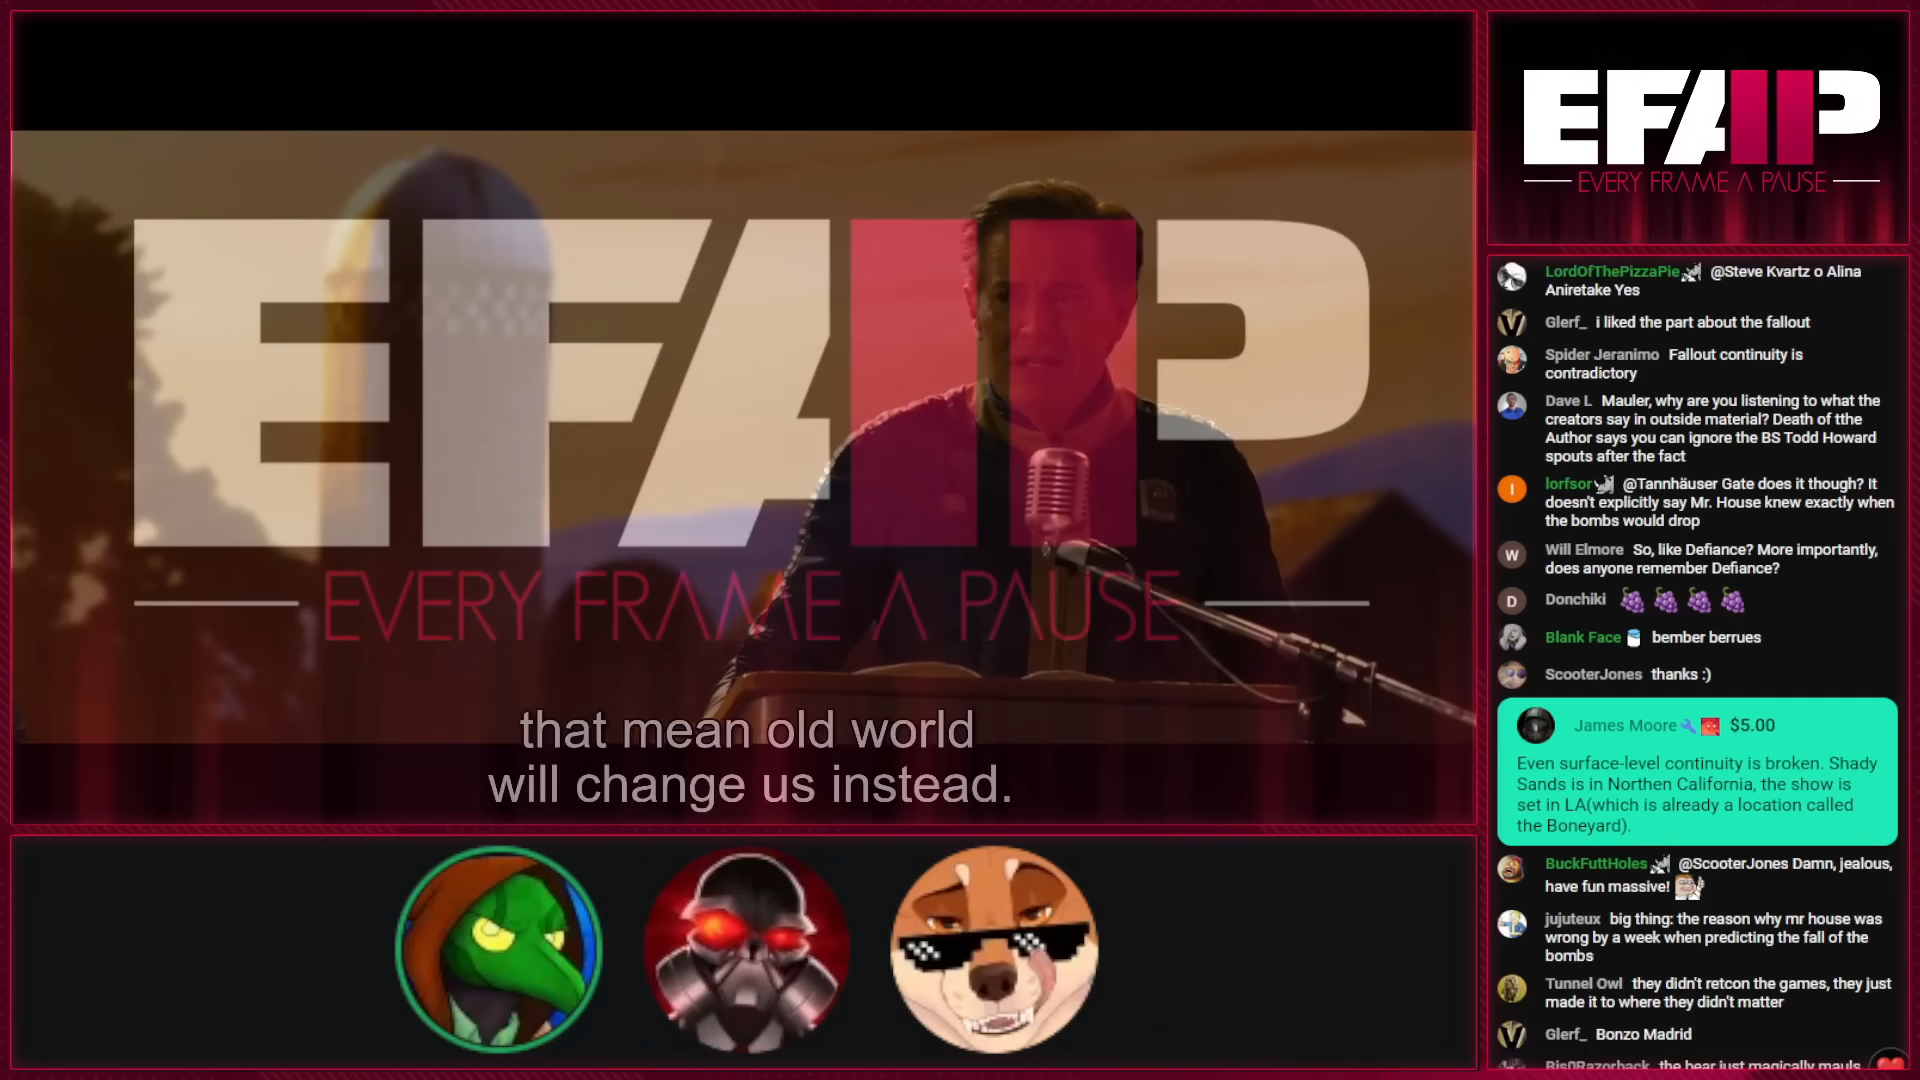 EFAP
EVERY FRAME A PAUSE
that mean old world
will change us instead.
EFAP
EVERY FRAME A PAUSE
LordOfThePizzaPie @Steve Kvartz o Alina
Aniretake Yes
Glerf_ i liked the part about the fallout
Spider Jeranimo Fallout continuity is
contradictory
Dave L Mauler, why are you listening to what the
creators say in outside material? Death of tthe
Author says you can ignore the BS Todd Howard
spouts after the fact
I
lorfsor @Tannhäuser Gate does it though? It
doesn't explicitly say Mr. House knew exactly when
the bombs would drop
W
Will Elmore So, like Defiance? More importantly,
does anyone remember Defiance?
D
Donchiki
Blank Face bember berrues
ScooterJones thanks :)
James Moore $5.00
Even surface-level continuity is broken. Shady
Sands is in Northen California, the show is
set in LA(which is already a location called
the Boneyard).
BuckFuttHoles @ScooterJones Damn, jealous,
have fun massive!
jujuteux big thing: the reason why mr house was
wrong by a week when predicting the fall of the
bombs
Tunnel Owl they didn't retcon the games, they just
made it to where they didn't matter
Glerf_ Bonzo Madrid
Bis0Razorback the bear just magically mauls